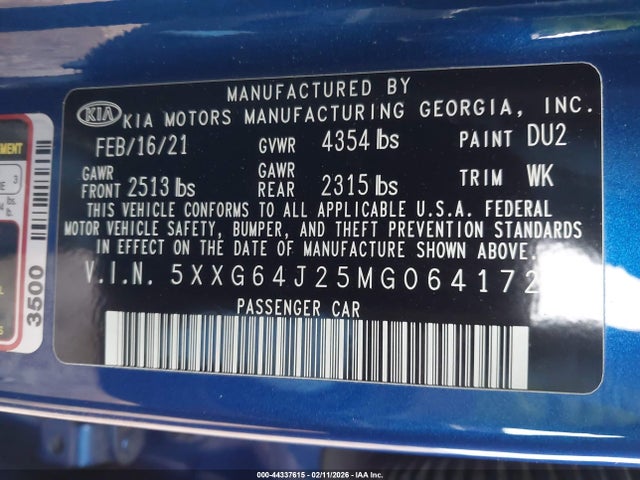 MANUFACTURED BY
KIA KIA MOTORS MANUFACTURING GEORGIA, INC.
FEB/16/21 GVWR 4354 lbs PAINT DU2
GAWR FRONT 2513 lbs GAWR REAR 2315 lbs TRIM WK
THIS VEHICLE CONFORMS TO ALL APPLICABLE U.S.A. FEDERAL
MOTOR VEHICLE SAFETY, BUMPER, AND THEFT PREVENTION STANDARDS
IN EFFECT ON THE DATE OF MANUFACTURE SHOWN ABOVE.
V.I.N. 5XXG64J25MG064172
PASSENGER CAR
3500
000-44337615 - 02/11/2026 - IAA Inc.